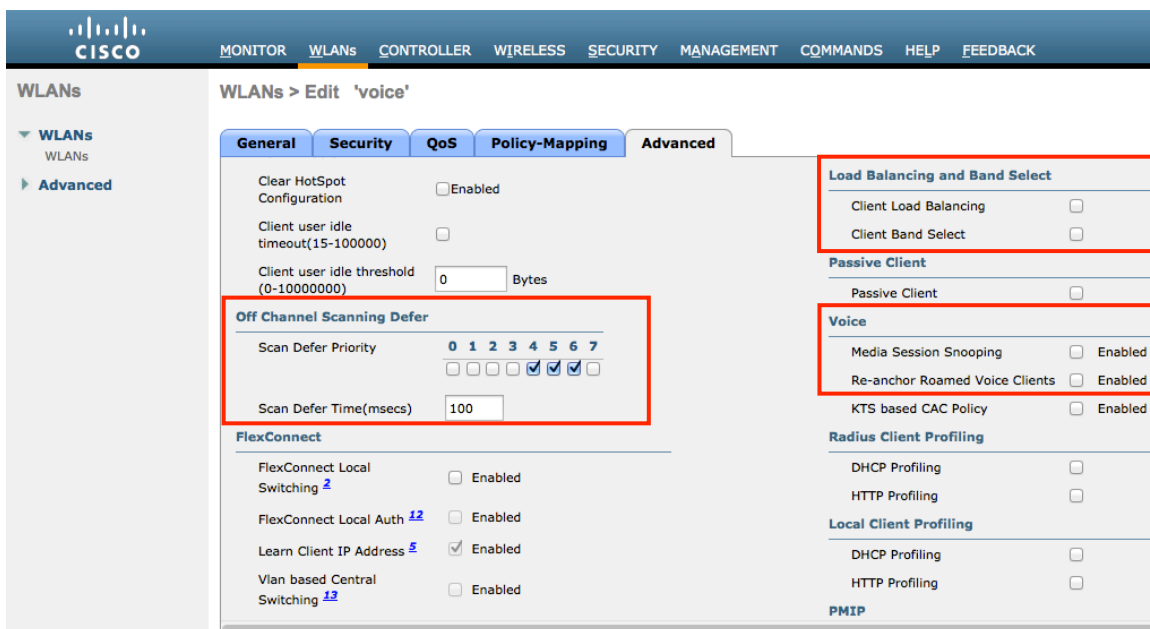 CISCO
MONITOR WLANs CONTROLLER WIRELESS SECURITY MANAGEMENT COMMANDS HELP FEEDBACK
WLANs
WLANs
WLANs
Advanced
WLANs > Edit 'voice'
General Security QoS Policy-Mapping Advanced
Clear HotSpot
Configuration
Enabled
Client user idle
timeout(15-100000)
Client user idle threshold
(0-10000000)
0 Bytes
Off Channel Scanning Defer
Scan Defer Priority
0 1 2 3 4 5 6 7
Scan Defer Time(msecs) 100
FlexConnect
FlexConnect Local
Switching 2
Enabled
FlexConnect Local Auth 12 Enabled
Learn Client IP Address 5 Enabled
Vlan based Central
Switching 13
Enabled
Load Balancing and Band Select
Client Load Balancing
Client Band Select
Passive Client
Passive Client
Voice
Media Session Snooping Enabled
Re-anchor Roamed Voice Clients Enabled
KTS based CAC Policy Enabled
Radius Client Profiling
DHCP Profiling
HTTP Profiling
Local Client Profiling
DHCP Profiling
HTTP Profiling
PMIP